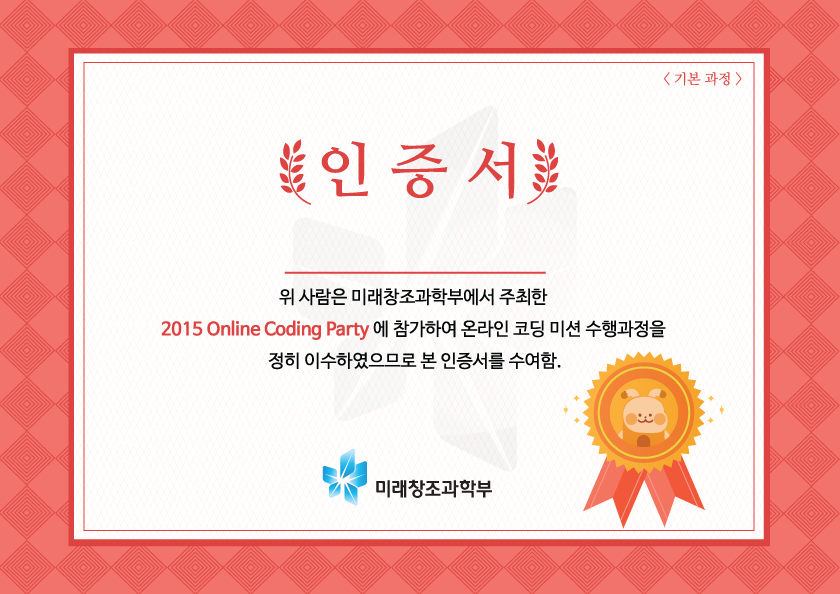 〈 기본 과정 〉
인증서
위 사람은 미래창조과학부에서 주최한
2015 Online Coding Party 에 참가하여 온라인 코딩 미션 수행과정을
정히 이수하였으므로 본 인증서를 수여함.
미래창조과학부